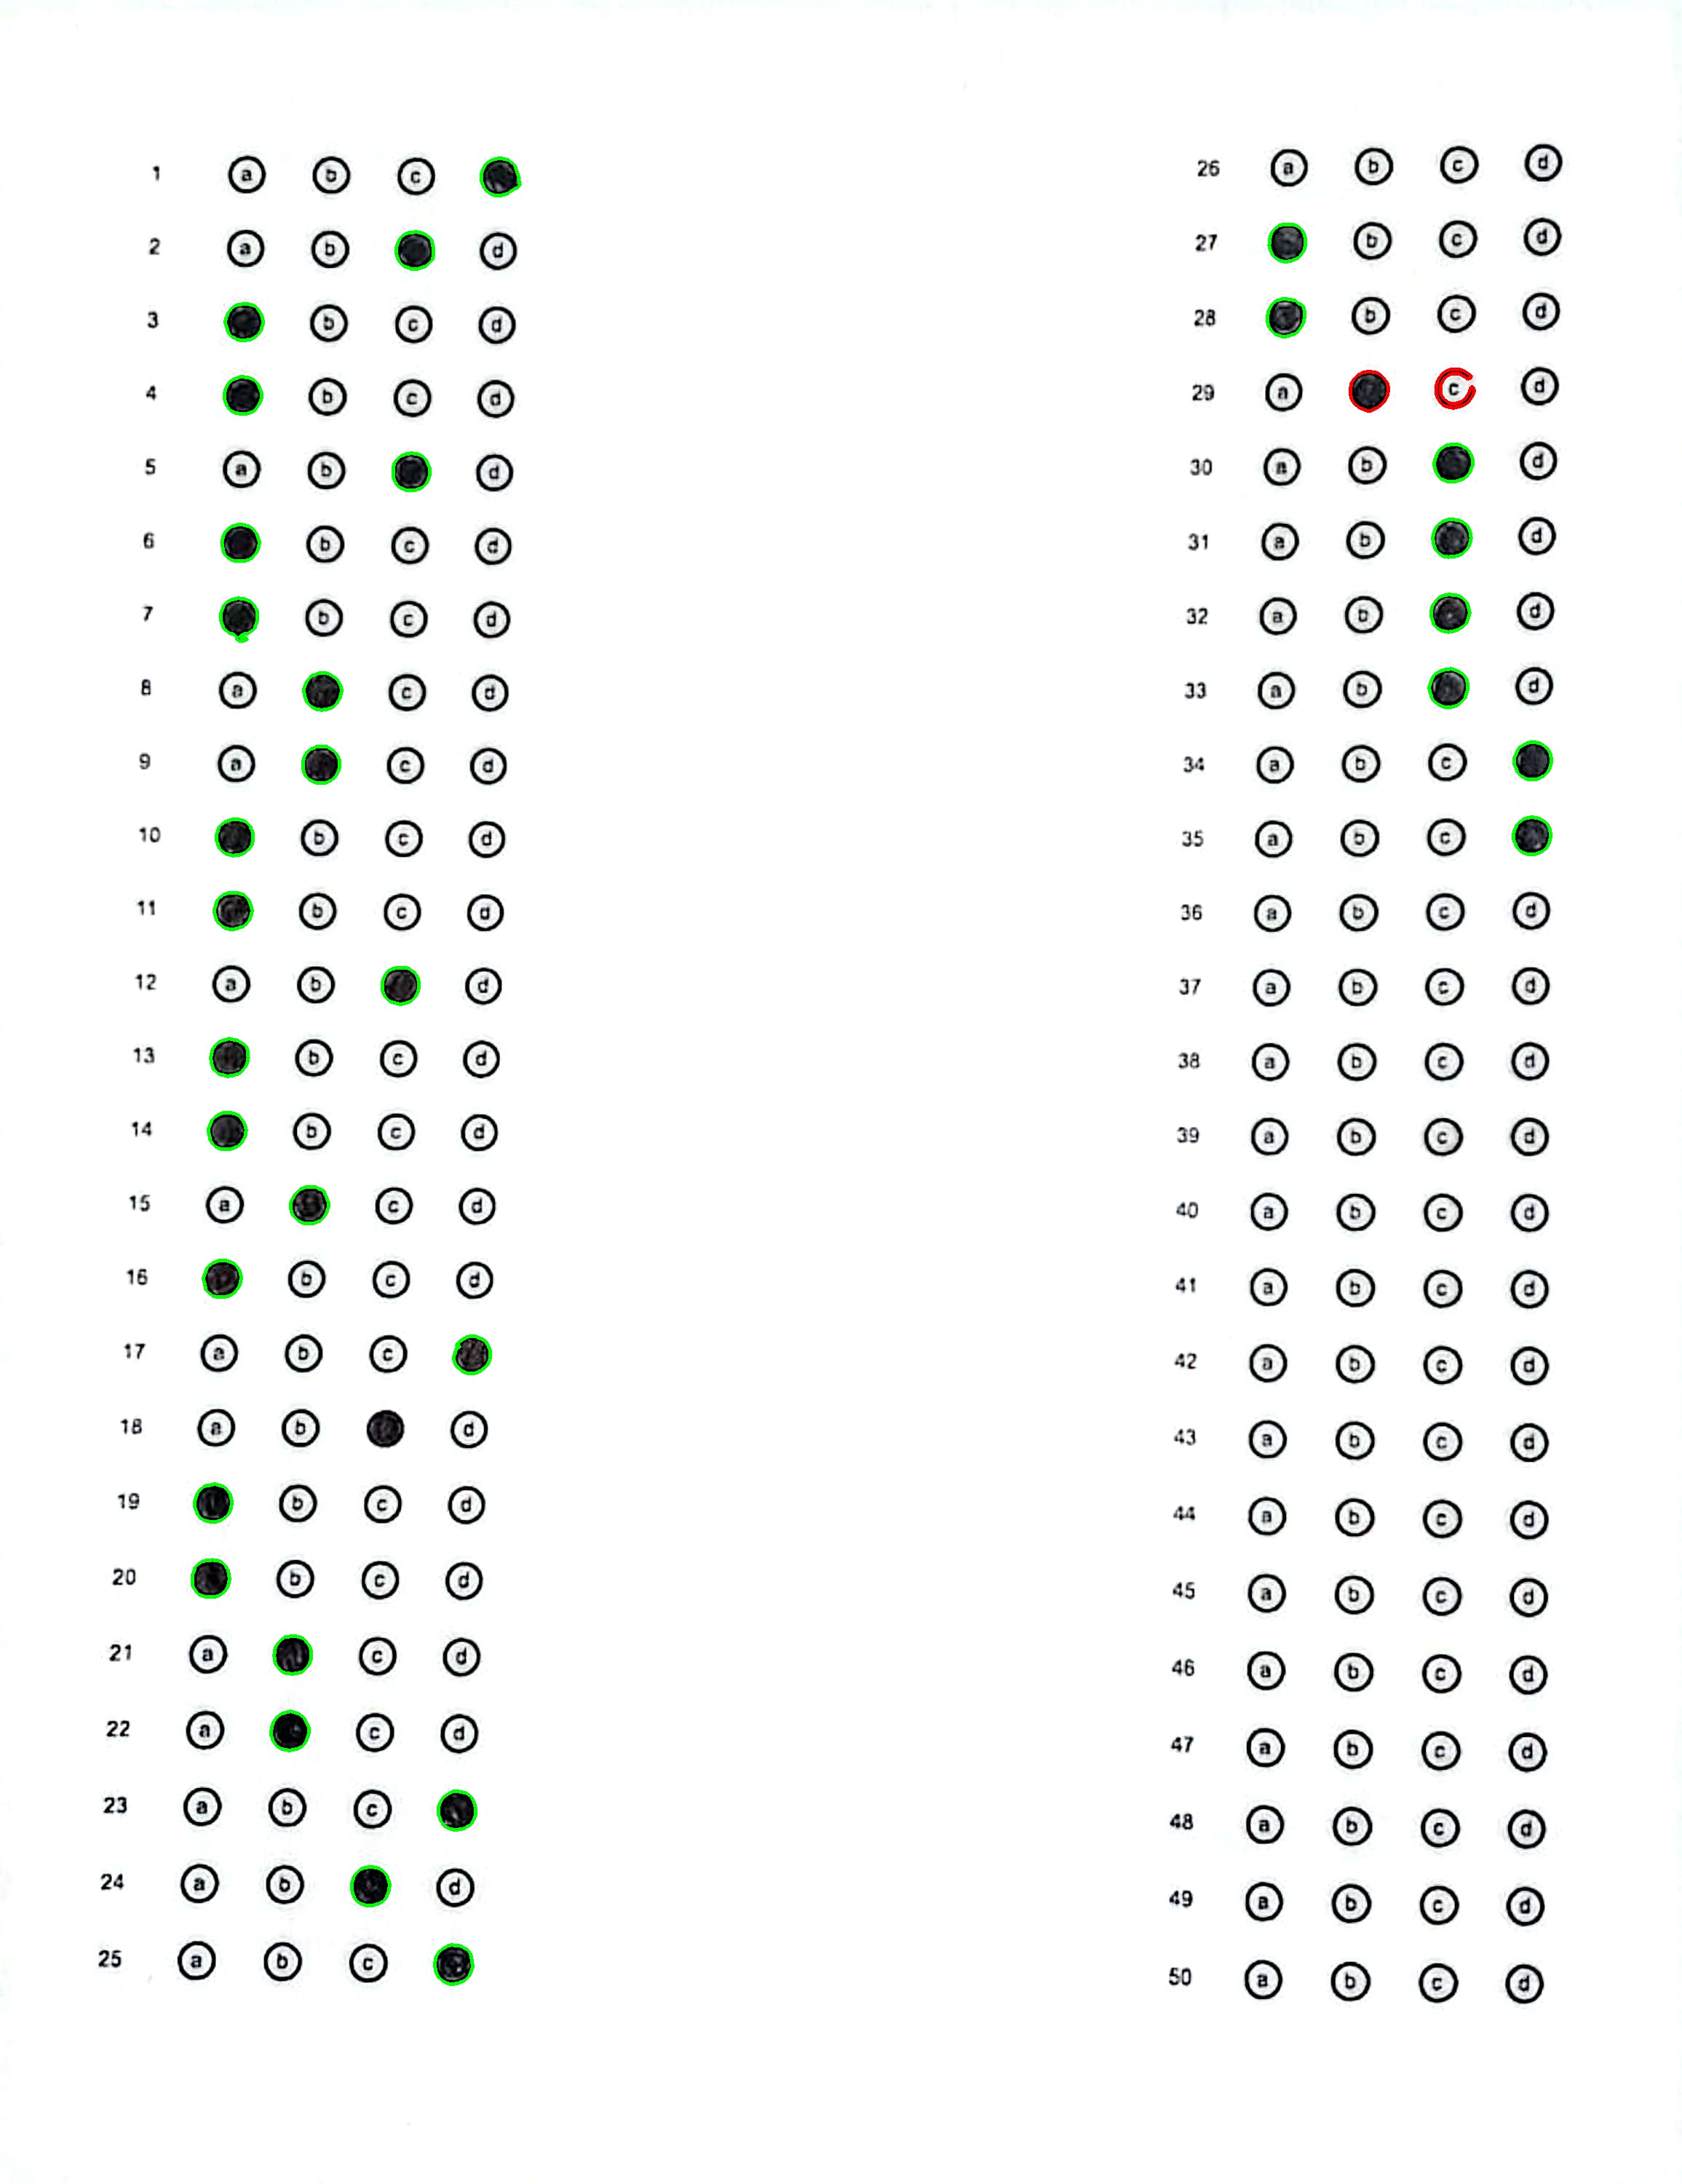 1 a b c
2 a b d
3 b c d
4 b c d
5 a b d
6 b c d
7 b c d
8 a c d
9 a c d
10 b c d
11 b c d
12 a b d
13 b c d
14 b c d
15 a c d
16 b c d
17 a b c
18 a b d
19 b c d
20 b c d
21 a c d
22 a c d
23 a b c
24 a b d
25 a b c
26 a b c d
27 b c d
28 b c d
29 a c d
30 a b d
31 a b d
32 a b d
33 a b d
34 a b c
35 a b c
36 a b c d
37 a b c d
38 a b c d
39 a b c d
40 a b c d
41 a b c d
42 a b c d
43 a b c d
44 a b c d
45 a b c d
46 a b c d
47 a b c d
48 a b c d
49 a b c d
50 a b c d